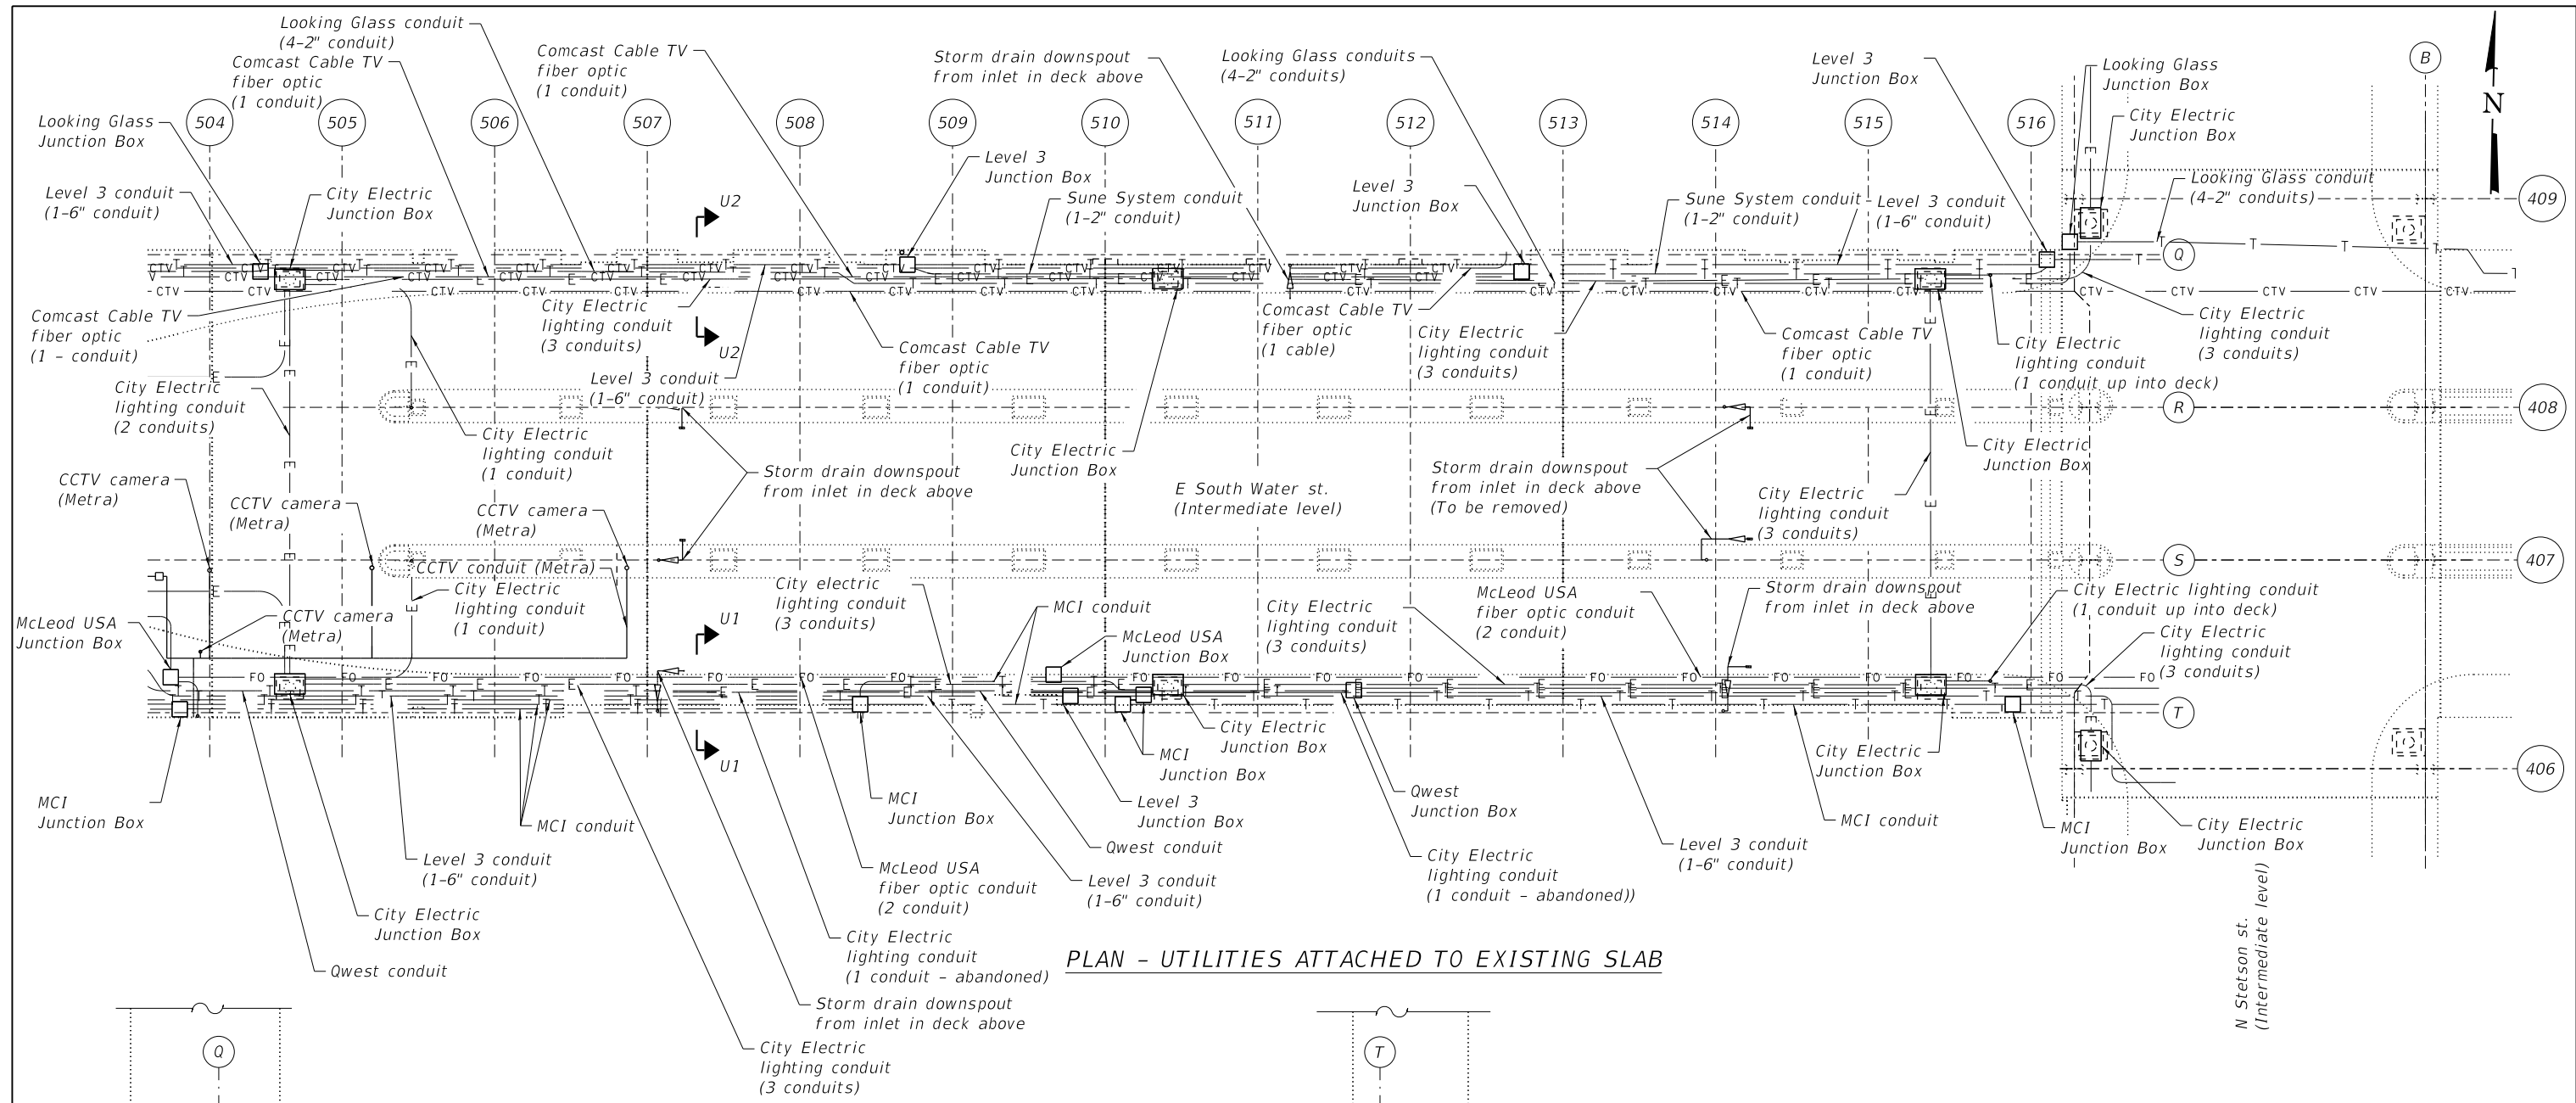 Looking Glass conduit
(4-2" conduit)
Comcast Cable TV
fiber optic
(1 conduit)
Comcast Cable TV
fiber optic
(1 conduit)
Storm drain downspout
from inlet in deck above
Looking Glass conduits
(4-2" conduits)
Level 3
Junction Box
Looking Glass
Junction Box
City Electric
Junction Box
B
N
Looking Glass
Junction Box
504
505
506
507
508
509
510
511
512
513
514
515
516
Level 3 conduit
(1-6" conduit)
City Electric
Junction Box
U2
Level 3
Junction Box
Sune System conduit
(1-2" conduit)
Level 3
Junction Box
Sune System conduit
(1-2" conduit)
Level 3 conduit
(1-6" conduit)
Looking Glass conduit
(4-2" conduits)
409
Q
Comcast Cable TV
fiber optic
(1 - conduit)
City Electric
lighting conduit
(3 conduits)
U2
Level 3 conduit
(1-6" conduit)
Comcast Cable TV
fiber optic
(1 conduit)
Comcast Cable TV
fiber optic
(1 cable)
City Electric
lighting conduit
(3 conduits)
Comcast Cable TV
fiber optic
(1 conduit)
City Electric
lighting conduit
(1 conduit up into deck)
City Electric
lighting conduit
(3 conduits)
City Electric
lighting conduit
(2 conduits)
R
408
City Electric
lighting conduit
(1 conduit)
City Electric
Junction Box
City Electric
Junction Box
Storm drain downspout
from inlet in deck above
Storm drain downspout
from inlet in deck above
(To be removed)
E South Water st.
(Intermediate level)
City Electric
lighting conduit
(3 conduits)
CCTV camera
(Metra)
CCTV camera
(Metra)
CCTV camera
(Metra)
S
407
CCTV conduit (Metra)
City Electric
lighting conduit
(1 conduit)
CCTV camera
(Metra)
McLeod USA
Junction Box
City electric
lighting conduit
(3 conduits)
U1
MCI conduit
McLeod USA
Junction Box
City Electric
lighting conduit
(3 conduits)
McLeod USA
fiber optic conduit
(2 conduit)
Storm drain downspout
from inlet in deck above
City Electric lighting conduit
(1 conduit up into deck)
City Electric
lighting conduit
(3 conduits)
T
U1
City Electric
Junction Box
MCI
Junction Box
City Electric
Junction Box
406
MCI
Junction Box
MCI conduit
MCI
Junction Box
Level 3
Junction Box
Qwest
Junction Box
MCI conduit
MCI
Junction Box
City Electric
Junction Box
Level 3 conduit
(1-6" conduit)
Qwest conduit
City Electric
lighting conduit
(1 conduit - abandoned))
Level 3 conduit
(1-6" conduit)
McLeod USA
fiber optic conduit
(2 conduit)
Level 3 conduit
(1-6" conduit)
City Electric
Junction Box
City Electric
lighting conduit
(1 conduit - abandoned)
Qwest conduit
PLAN - UTILITIES ATTACHED TO EXISTING SLAB
N Stetson st.
(Intermediate level)
Storm drain downspout
from inlet in deck above
City Electric
lighting conduit
(3 conduits)
Q
T